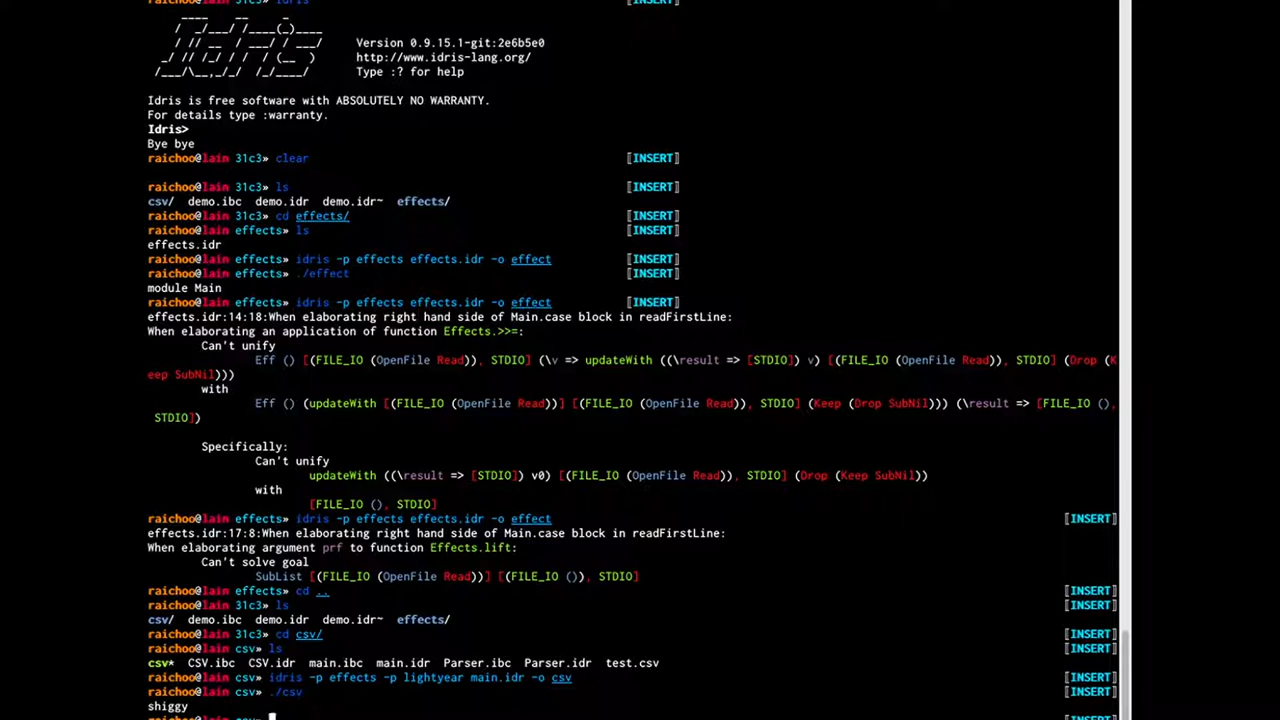 idris [INSERT]
Version 0.9.15.1-git:2e6b5e0
http://www.idris-lang.org/
Type :? for help
Idris is free software with ABSOLUTELY NO WARRANTY.
For details type :warranty.
Idris>
Bye bye
raichoo@lain 31c3» clear [INSERT]
raichoo@lain 31c3» ls [INSERT]
csv/ demo.ibc demo.idr demo.idr~ effects/
raichoo@lain 31c3» cd effects/ [INSERT]
raichoo@lain effects» ls [INSERT]
effects.idr
raichoo@lain effects» idris -p effects effects.idr -o effect [INSERT]
raichoo@lain effects» ./effect [INSERT]
module Main
raichoo@lain effects» idris -p effects effects.idr -o effect [INSERT]
effects.idr:14:18:When elaborating right hand side of Main.case block in readFirstLine:
When elaborating an application of function Effects.>>=:
Can't unify
Eff () [(FILE_IO (OpenFile Read)), STDIO] (\v => updateWith ((\result => [STDIO]) v) [(FILE_IO (OpenFile Read)), STDIO] (Drop (K
eep SubNil)))
with
Eff () (updateWith [(FILE_IO (OpenFile Read))] [(FILE_IO (OpenFile Read)), STDIO] (Keep (Drop SubNil))) (\result => [FILE_IO (),
STDIO])
Specifically:
Can't unify
updateWith ((\result => [STDIO]) v0) [(FILE_IO (OpenFile Read)), STDIO] (Drop (Keep SubNil))
with
[FILE_IO (), STDIO]
raichoo@lain effects» idris -p effects effects.idr -o effect [INSERT]
effects.idr:17:8:When elaborating right hand side of Main.case block in readFirstLine:
When elaborating argument prf to function Effects.lift:
Can't solve goal
SubList [(FILE_IO (OpenFile Read))] [(FILE_IO ()), STDIO]
raichoo@lain effects» cd .. [INSERT]
raichoo@lain 31c3» ls [INSERT]
csv/ demo.ibc demo.idr demo.idr~ effects/
raichoo@lain 31c3» cd csv/ [INSERT]
raichoo@lain csv» ls [INSERT]
csv* CSV.ibc CSV.idr main.ibc main.idr Parser.ibc Parser.idr test.csv
raichoo@lain csv» idris -p effects -p lightyear main.idr -o csv [INSERT]
raichoo@lain csv» ./csv [INSERT]
shiggy
raichoo@lain csv» [INSERT]